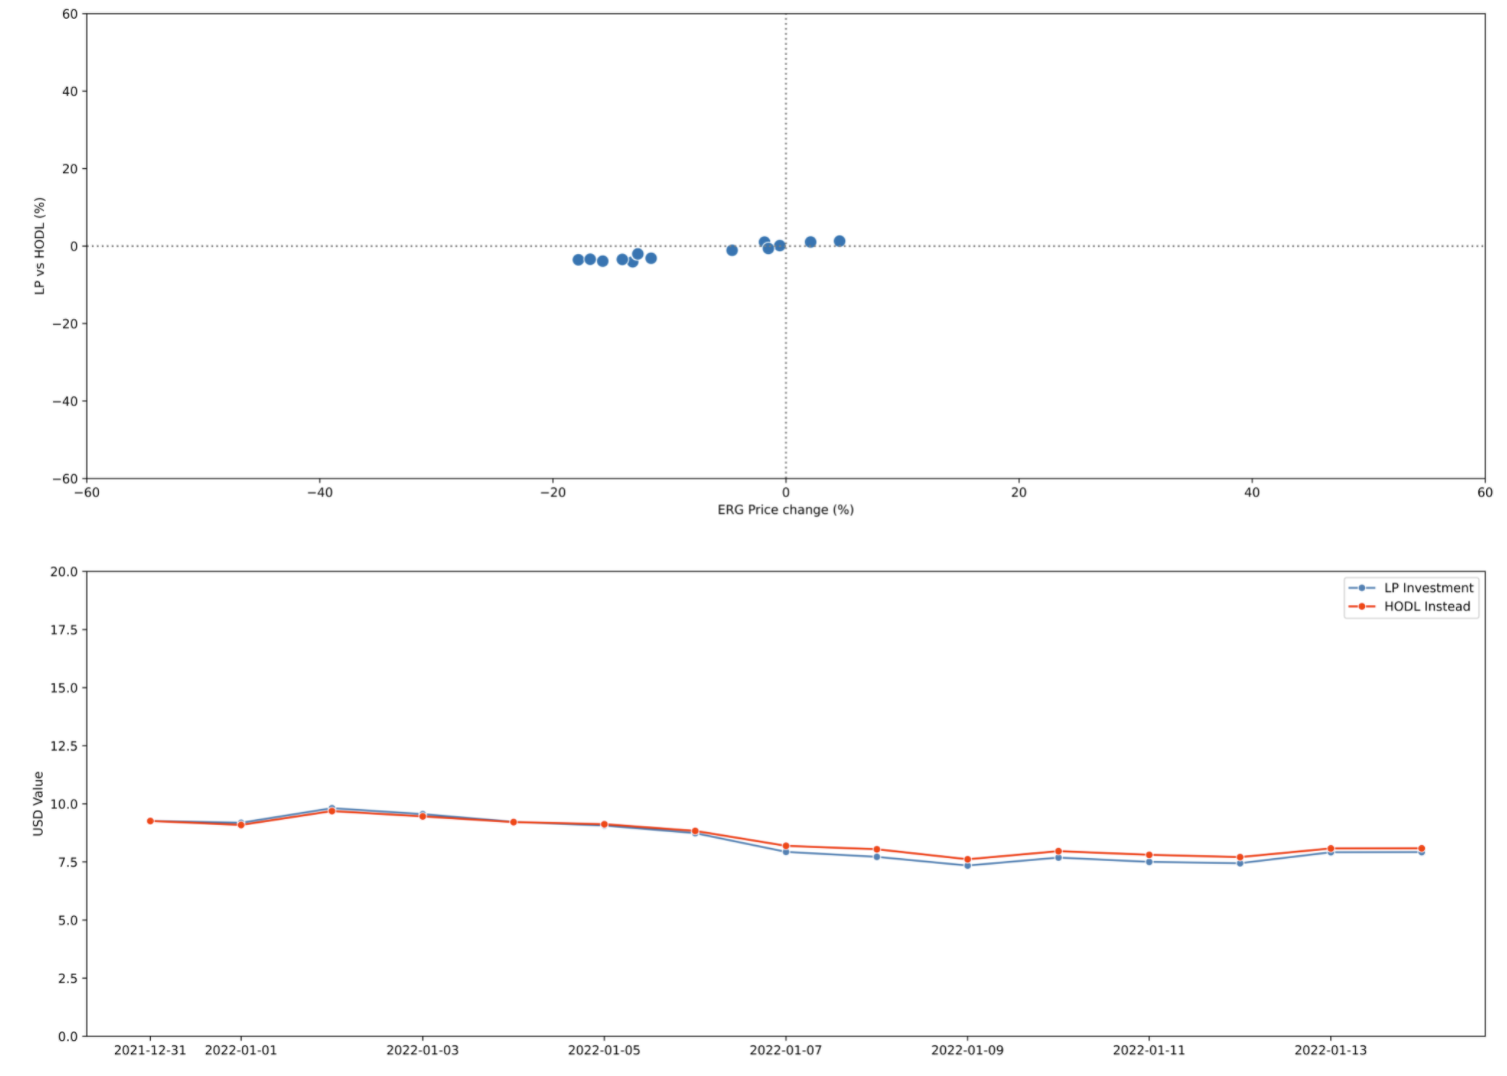 60
40
20
0
−20
−40
−60
LP vs HODL (%)
−60 −40 −20 0 20 40 60
ERG Price change (%)
20.0
17.5
15.0
12.5
10.0
7.5
5.0
2.5
0.0
USD Value
LP Investment
HODL Instead
2021-12-31 2022-01-01 2022-01-03 2022-01-05 2022-01-07 2022-01-09 2022-01-11 2022-01-13